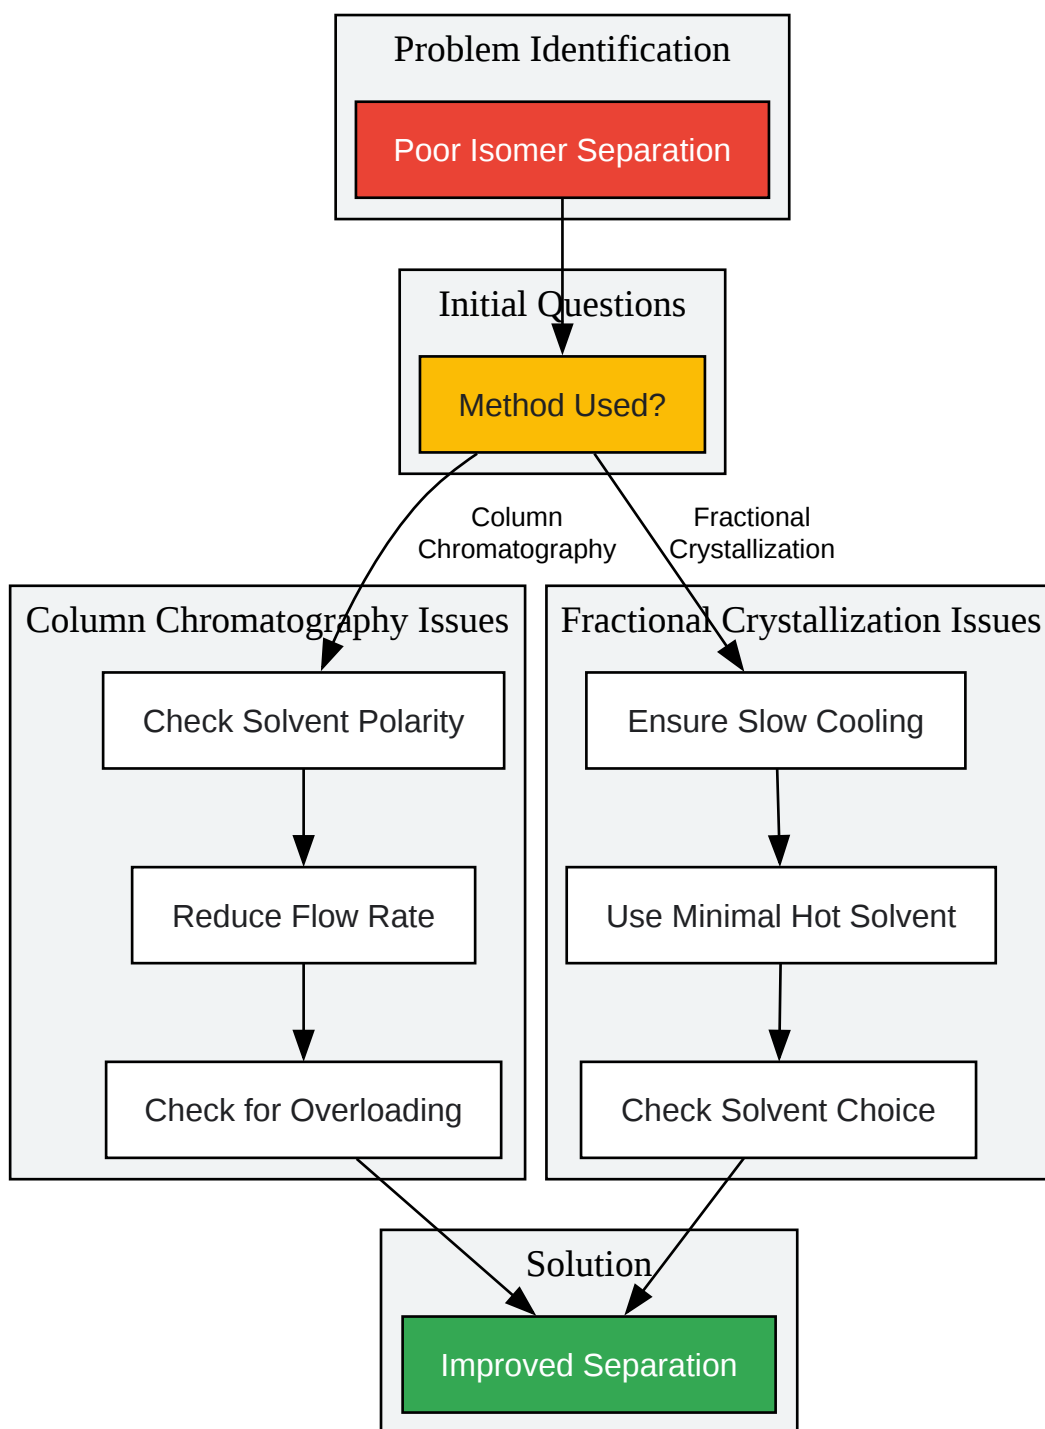 Problem Identification
Poor Isomer Separation
Initial Questions
Method Used?
Column
Chromatography
Fractional
Crystallization
Column Chromatography Issues
Check Solvent Polarity
Reduce Flow Rate
Check for Overloading
Fractional Crystallization Issues
Ensure Slow Cooling
Use Minimal Hot Solvent
Check Solvent Choice
Solution
Improved Separation